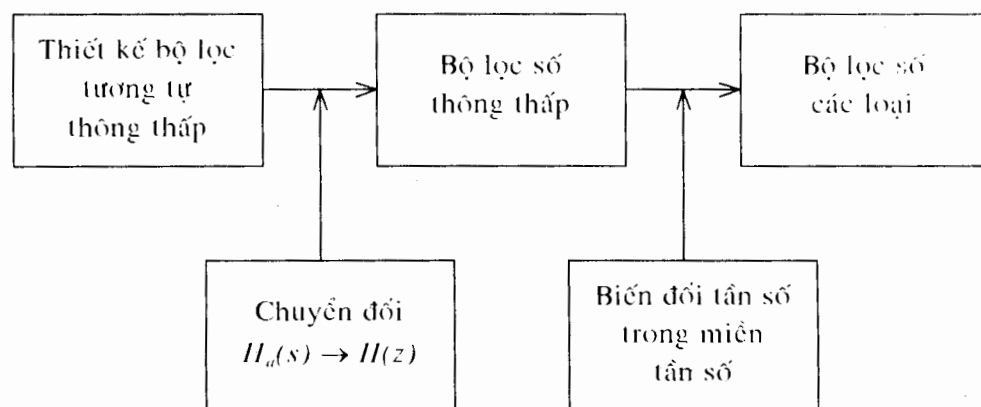 Thiết kế bộ lọc
tương tự
thông thấp
Bộ lọc số
thông thấp
Bộ lọc số
các loại
Chuyển đổi
Hₐ(s) → H(z)
Biến đổi tần số
trong miền
tần số